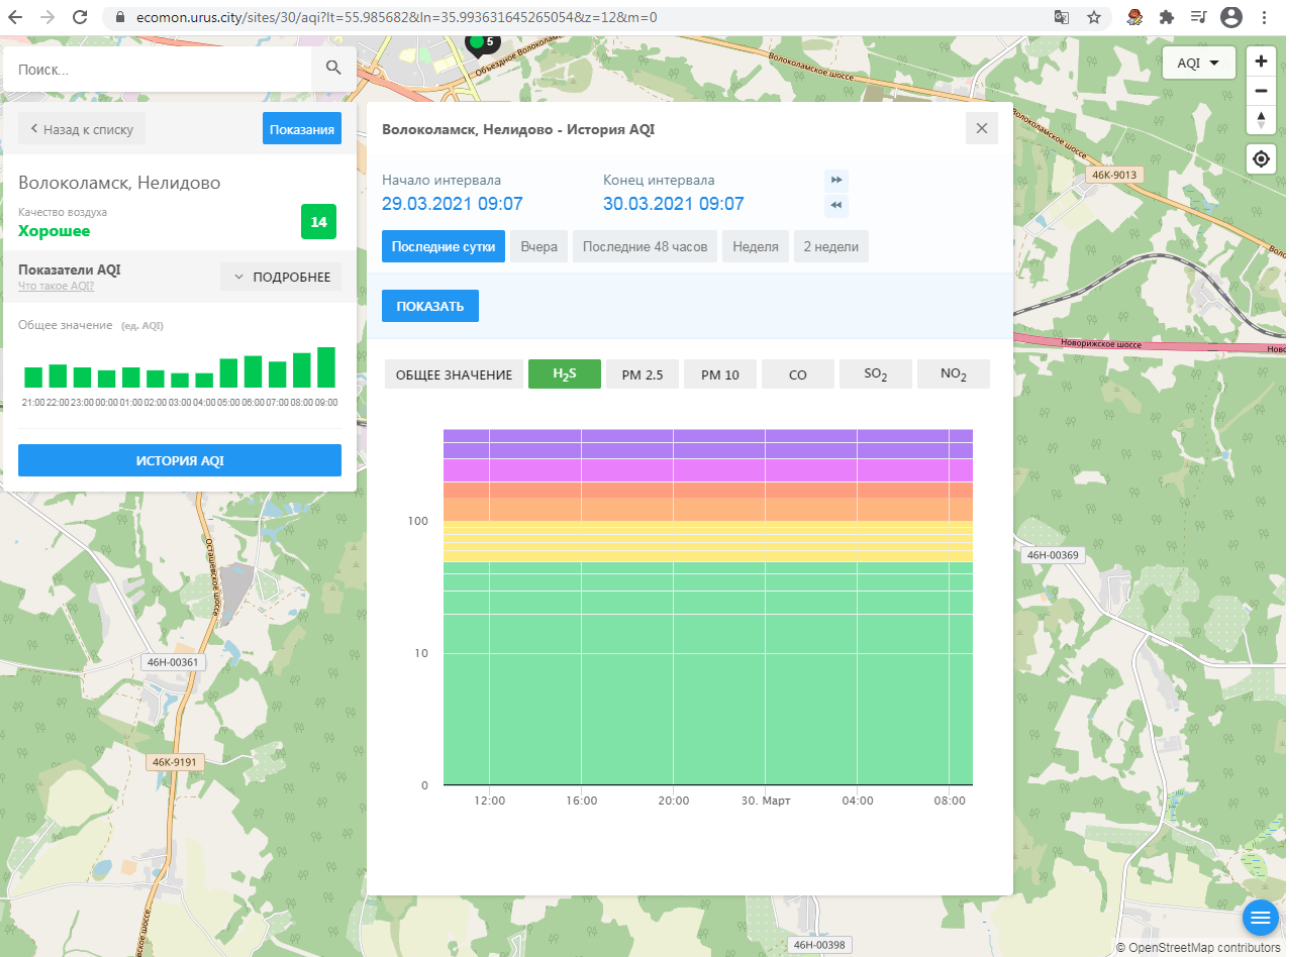 ecomon.urus.city/sites/30/aqi?lt=55.985682&ln=35.993631645265054&z=12&m=0
5
Объездное Волоколамск
Волоколамское шоссе
Поиск...
AQI
Назад к списку
Показания
Волоколамск, Нелидово - История AQI
Волоколамск, Нелидово
Качество воздуха
Хорошее
14
Начало интервала
Конец интервала
29.03.2021 09:07
30.03.2021 09:07
Последние сутки
Вчера
Последние 48 часов
Неделя
2 недели
Показатели AQI
Что такое AQI?
ПОДРОБНЕЕ
ПОКАЗАТЬ
Общее значение (ед. AQI)
21:00 22:00 23:00 00:00 01:00 02:00 03:00 04:00 05:00 06:00 07:00 08:00 09:00
ИСТОРИЯ AQI
ОБЩЕЕ ЗНАЧЕНИЕ
H₂S
PM 2.5
PM 10
CO
SO₂
NO₂
100
10
0
12:00
16:00
20:00
30. Март
04:00
08:00
Волоколамское шоссе
46К-9013
Новорижское шоссе
46Н-00369
Осташевское шоссе
46Н-00361
46К-9191
46Н-00398
© OpenStreetMap contributors